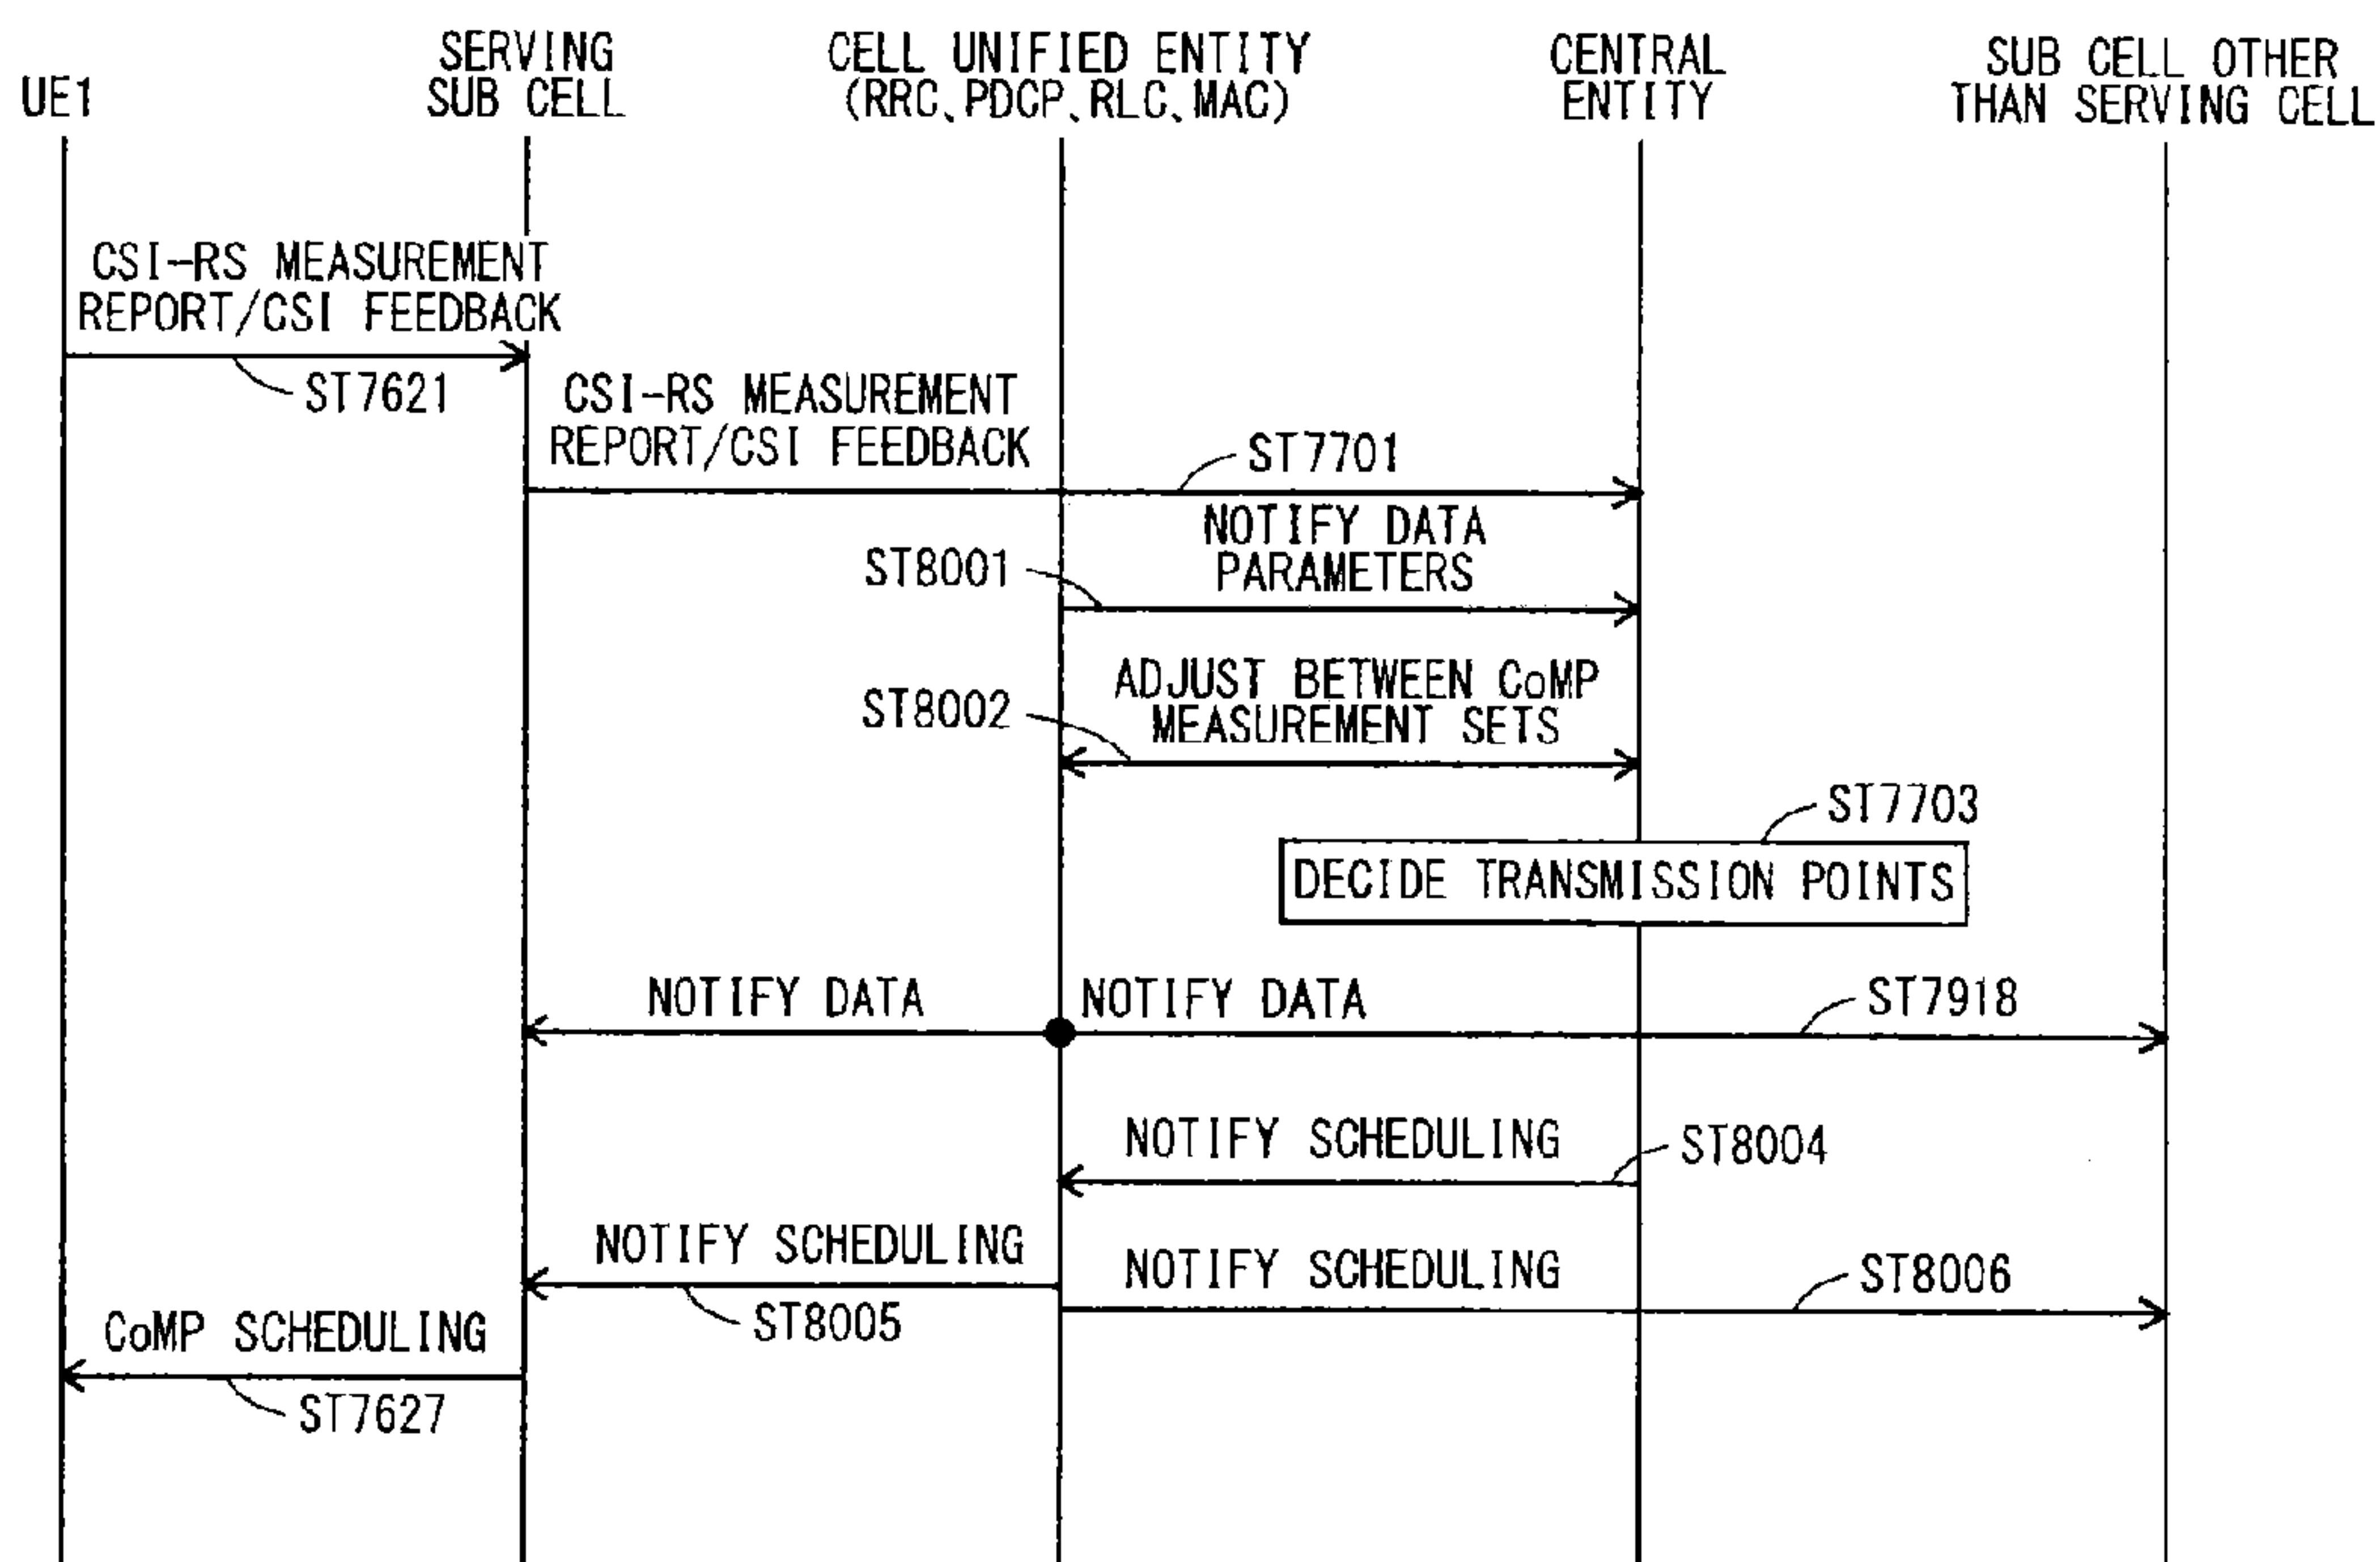 UE1
SERVING
SUB CELL
CELL UNIFIED ENTITY
(RRC、PDCP、RLC、MAC)
CENTRAL
ENTITY
SUB CELL OTHER
THAN SERVING CELL
CSI-RS MEASUREMENT
REPORT/CSI FEEDBACK
ST7621
CSI-RS MEASUREMENT
REPORT/CSI FEEDBACK
ST7701
NOTIFY DATA
PARAMETERS
ST8001
ADJUST BETWEEN CoMP
MEASUREMENT SETS
ST8002
ST7703
DECIDE TRANSMISSION POINTS
NOTIFY DATA
NOTIFY DATA
ST7918
NOTIFY SCHEDULING
ST8004
NOTIFY SCHEDULING
ST8005
NOTIFY SCHEDULING
ST8006
CoMP SCHEDULING
ST7627